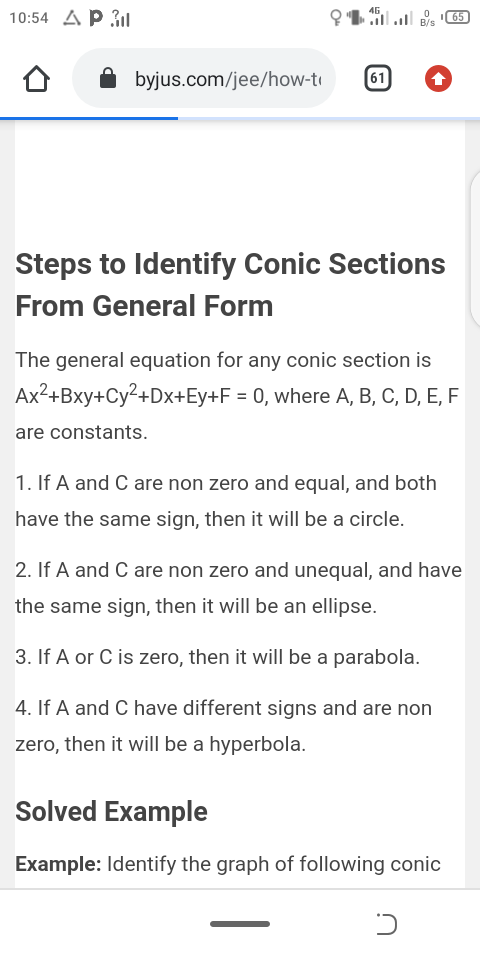 10:54 4G 0 B/s 65
byjus.com/jee/how-t 61
Steps to Identify Conic Sections
From General Form
The general equation for any conic section is
Ax²+Bxy+Cy²+Dx+Ey+F = 0, where A, B, C, D, E, F
are constants.
1. If A and C are non zero and equal, and both
have the same sign, then it will be a circle.
2. If A and C are non zero and unequal, and have
the same sign, then it will be an ellipse.
3. If A or C is zero, then it will be a parabola.
4. If A and C have different signs and are non
zero, then it will be a hyperbola.
Solved Example
Example: Identify the graph of following conic